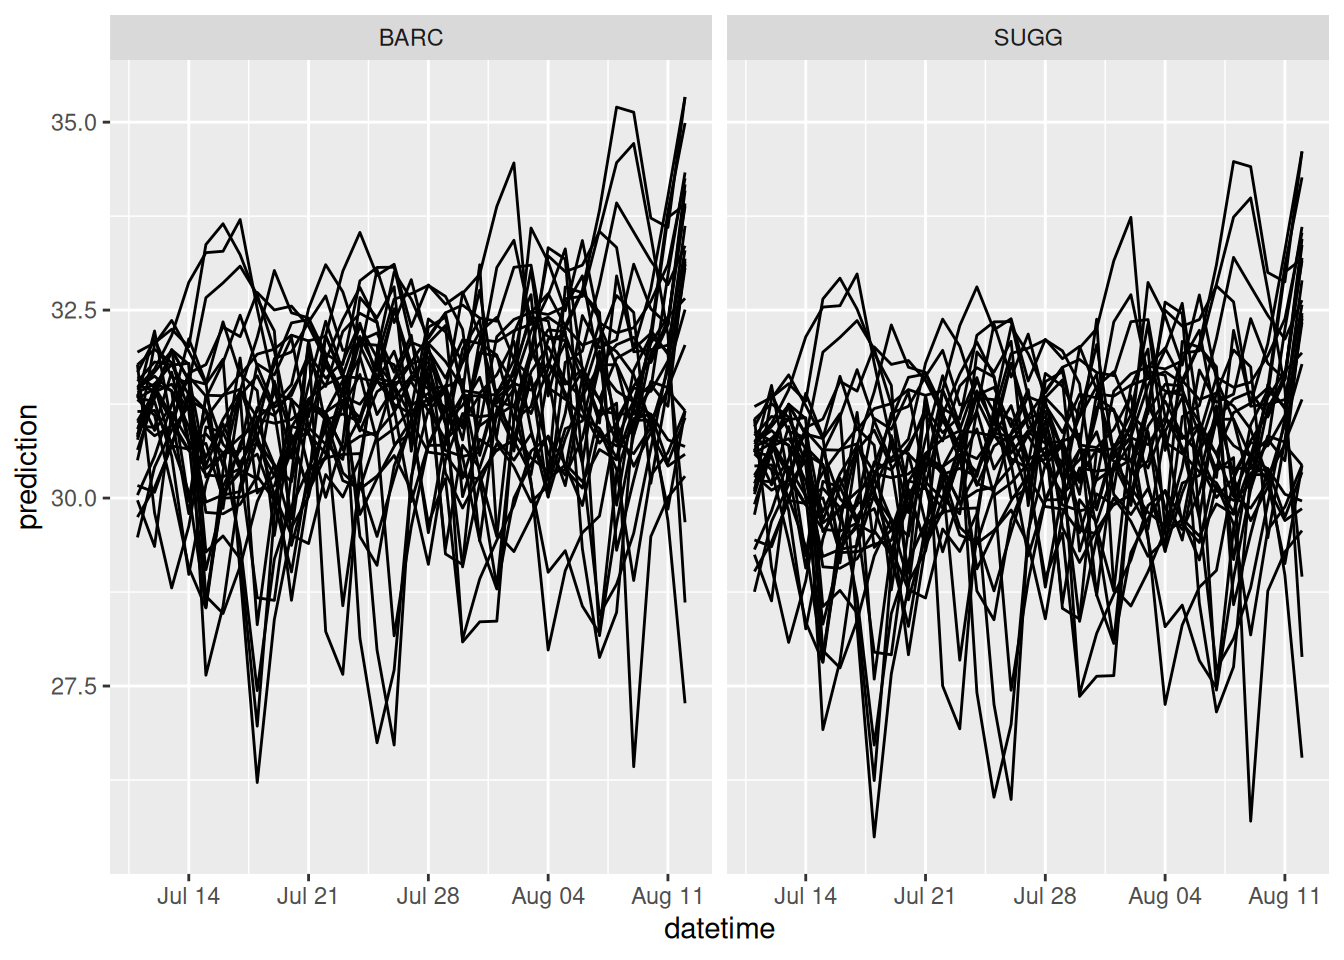 BARC
SUGG
prediction
35.0
32.5
30.0
27.5
Jul 14
Jul 21
Jul 28
Aug 04
Aug 11
Jul 14
Jul 21
Jul 28
Aug 04
Aug 11
datetime